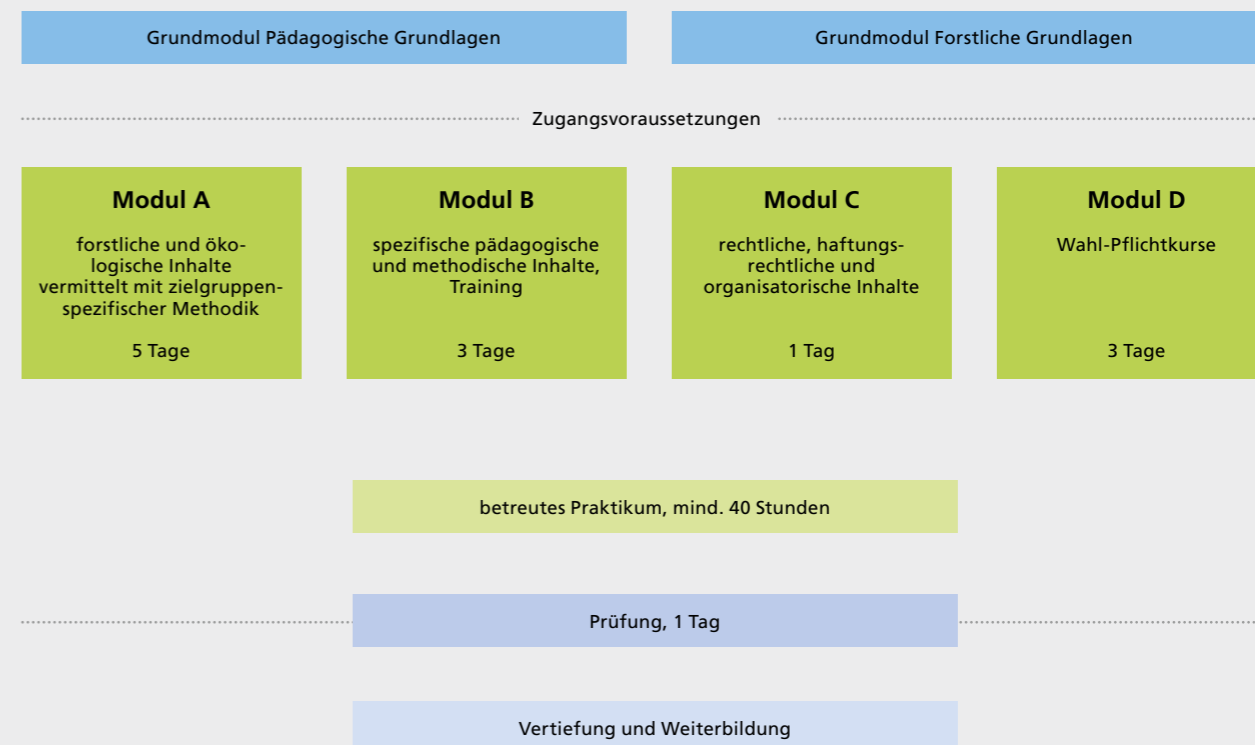 Grundmodul Pädagogische Grundlagen
Grundmodul Forstliche Grundlagen
Zugangsvoraussetzungen
Modul A
forstliche und öko-
logische Inhalte
vermittelt mit zielgruppen-
spezifischer Methodik
5 Tage
Modul B
spezifische pädagogische
und methodische Inhalte,
Training
3 Tage
Modul C
rechtliche, haftungs-
rechtliche und
organisatorische Inhalte
1 Tag
Modul D
Wahl-Pflichtkurse
3 Tage
betreutes Praktikum, mind. 40 Stunden
Prüfung, 1 Tag
Vertiefung und Weiterbildung